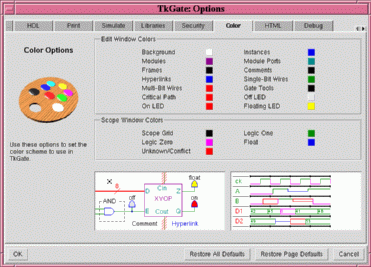 TkGate: Options
HDL Print Simulate Libraries Security Color HTML Debug
Color Options
Use these options to set the
color scheme to use in
TkGate.
Edit Window Colors
Background Instances
Modules Module Ports
Frames Comments
Hyperlinks Single-Bit Wires
Multi-Bit Wires Gate Tools
Critical Path Off LED
On LED Floating LED
Scope Window Colors
Scope Grid Logic One
Logic Zero Float
Unknown/Conflict
float
8
D Cin Z
AND off XYOP on
E Cout Q
Comment Hyperlink
ck
A
B
D1
D2
OK Restore All Defaults Restore Page Defaults Cancel